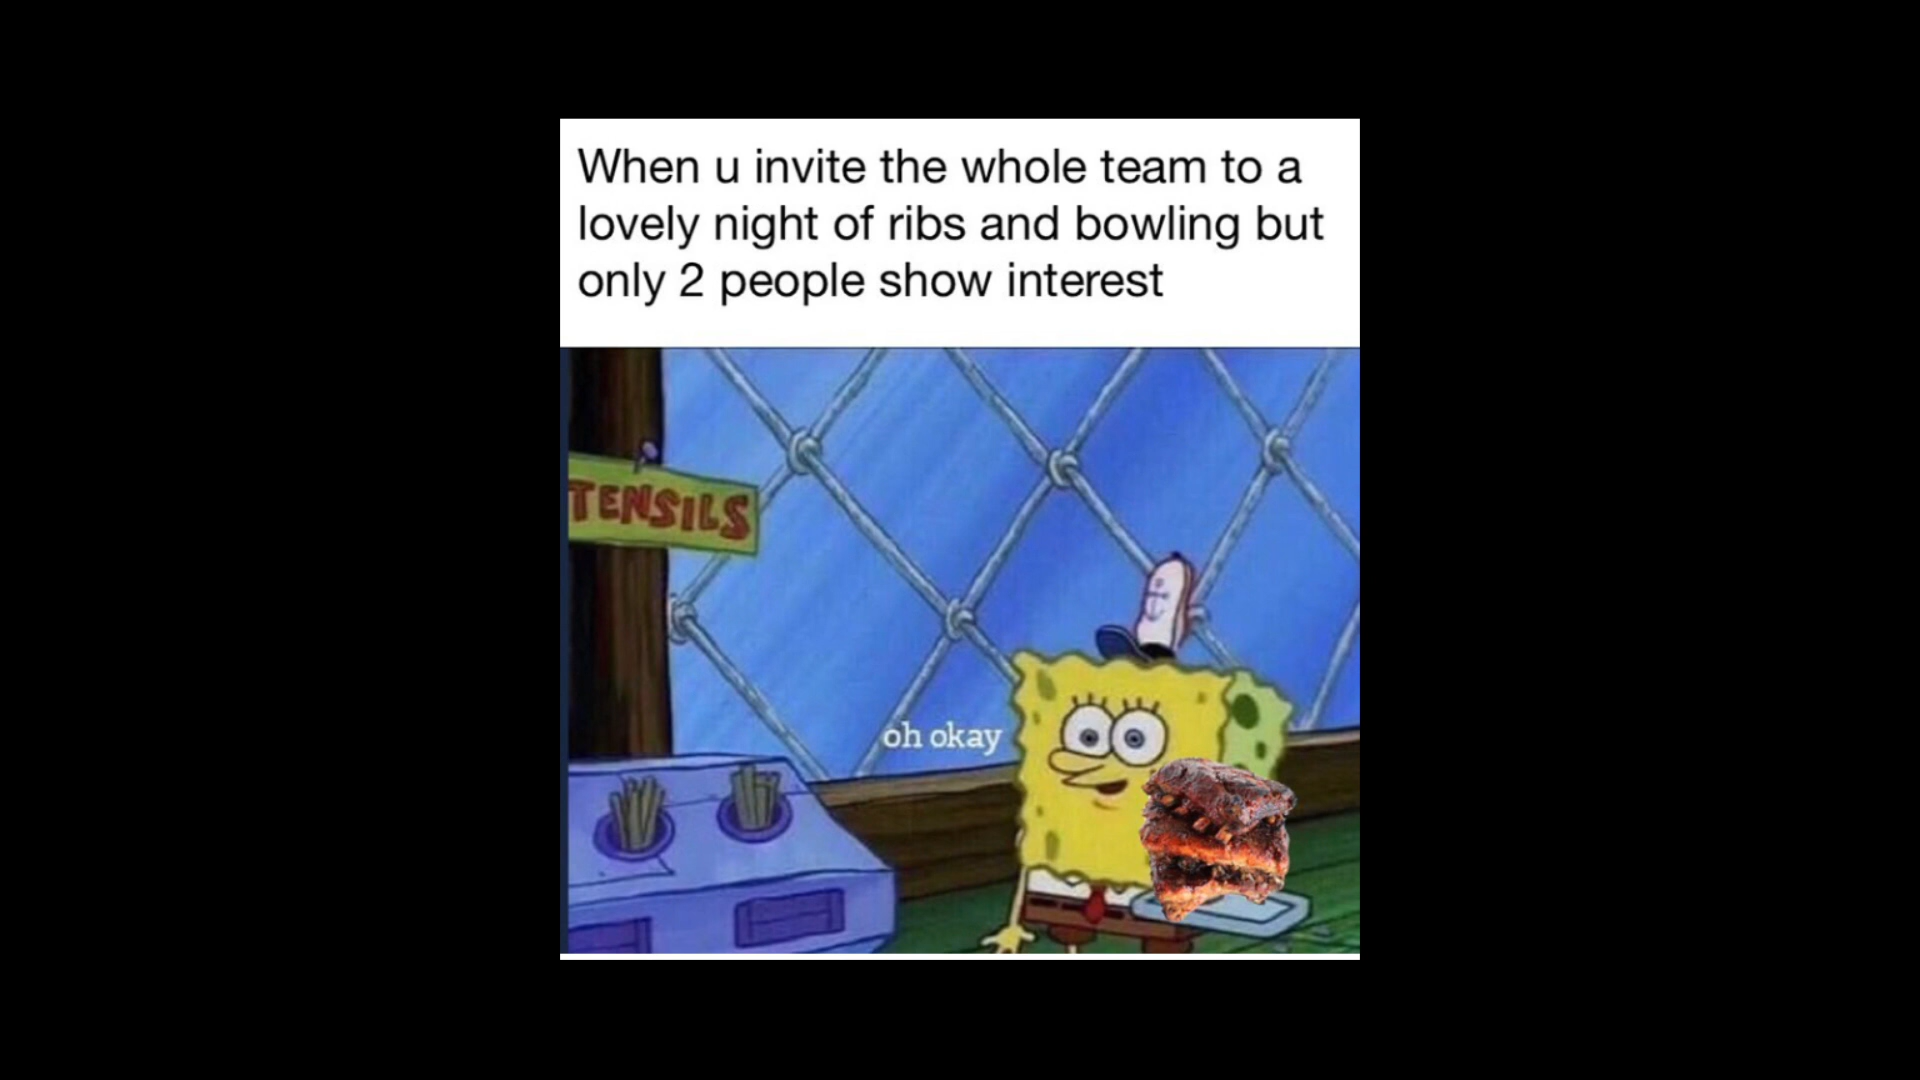 When u invite the whole team to a
lovely night of ribs and bowling but
only 2 people show interest
TENSILS
oh okay